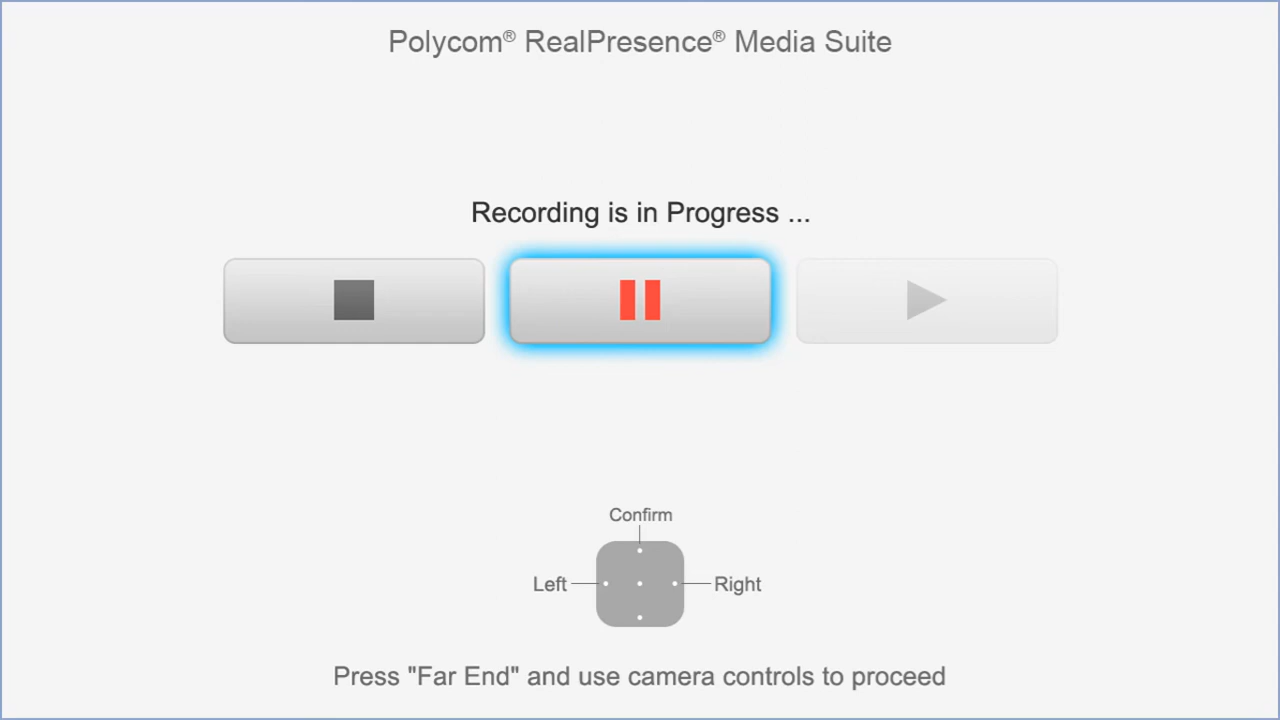 Polycom® RealPresence® Media Suite
Recording is in Progress ...
Confirm
Left
Right
Press "Far End" and use camera controls to proceed